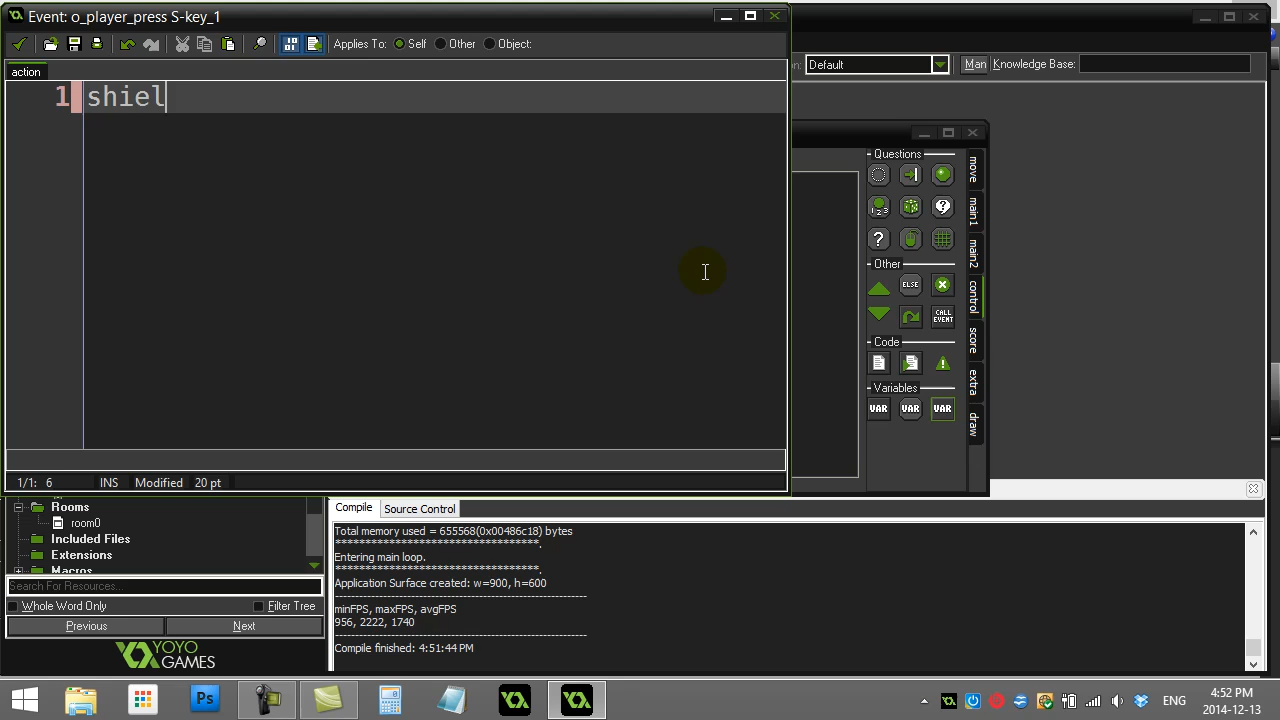 Event: o_player_press S-key_1
Applies To: Self Other Object:
action
1 shiel
1/1: 6 INS Modified 20 pt
n: Default Man Knowledge Base:
Questions
1 2 3
?
?
Other
ELSE
CALL EVENT
Code
Variables
VAR VAR VAR
move
main1
main2
control
score
extra
draw
Rooms
room0
Included Files
Extensions
Macros
Search For Resources...
Whole Word Only Filter Tree
Previous Next
YOYO GAMES
Compile Source Control
Total memory used = 655568(0x00486c18) bytes
***********************************.
Entering main loop.
***********************************.
Application Surface created: w=900, h=600
------------------------------------------------------------
minFPS, maxFPS, avgFPS
956, 2222, 1740
------------------------------------------------------------
Compile finished: 4:51:44 PM
Ps
ENG
4:52 PM
2014-12-13